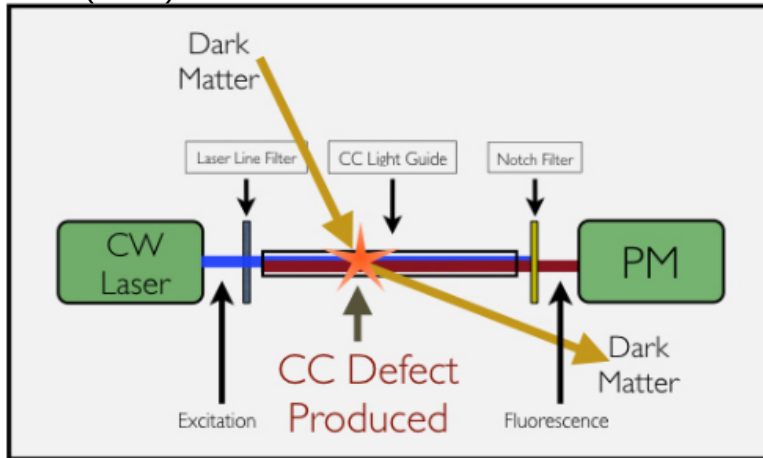 Dark
Matter
Laser Line Filter
CC Light Guide
Notch Filter
CW
Laser
PM
CC Defect
Produced
Dark
Matter
Excitation
Fluorescence